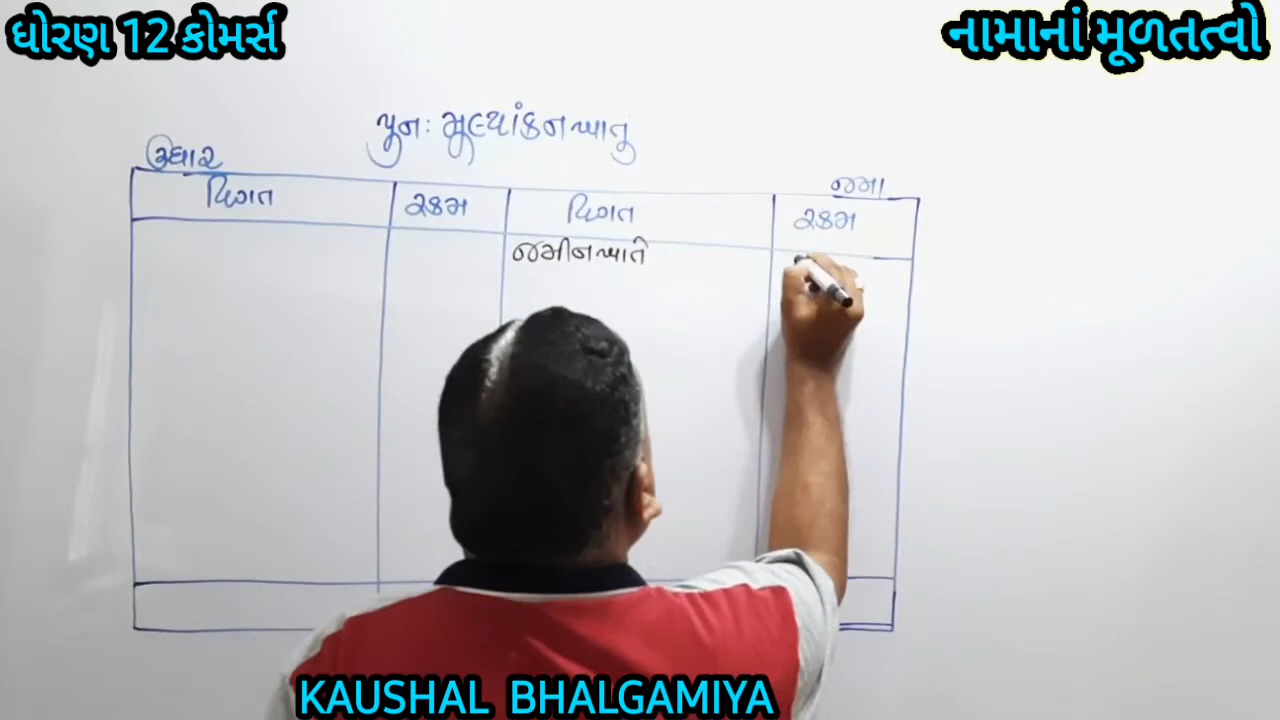 ધોરણ 12 કોમર્સ
નામાનાં મૂળતત્વો
પુનઃ મૂલ્યાંકન ખાતું
ઉધાર
જમા
વિગત રકમ વિગત રકમ
જમીન ખાતે
KAUSHAL BHALGAMIYA